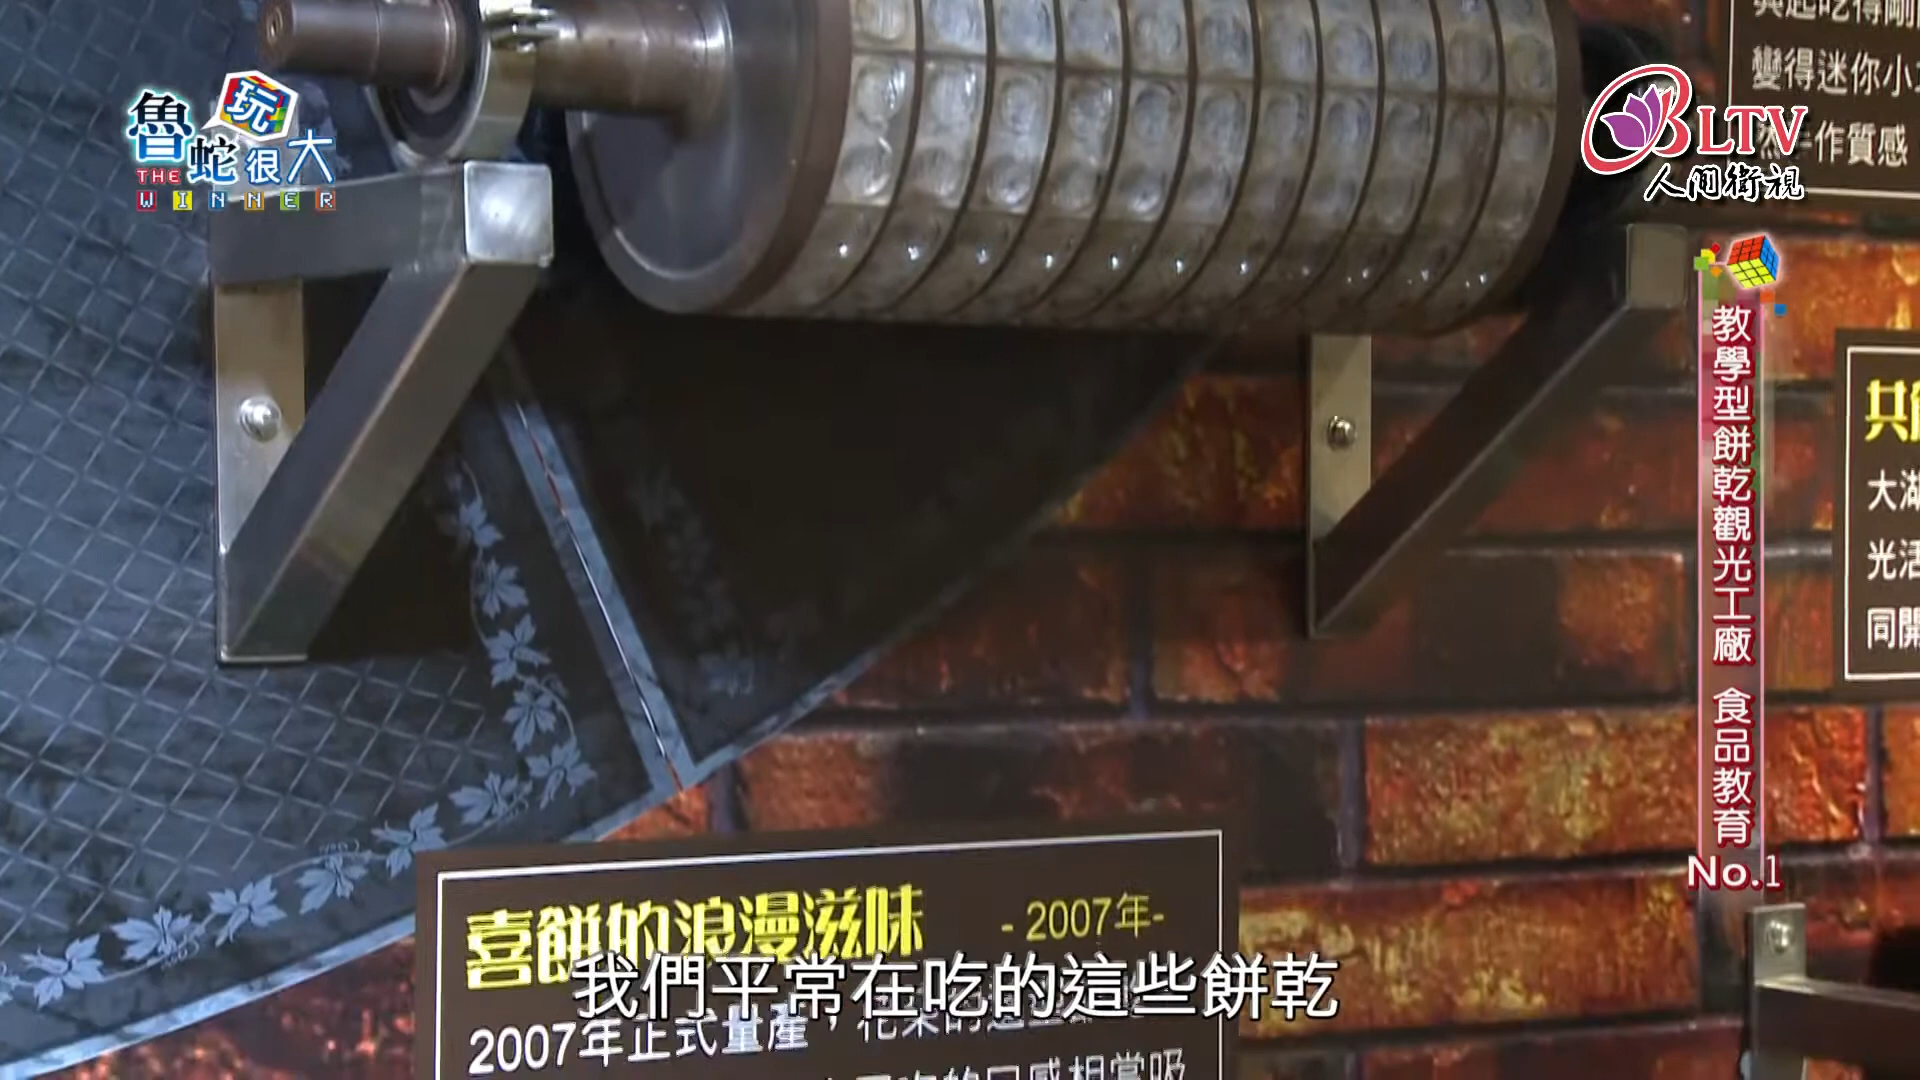 魯蛇玩很大
THE
WINNER
BLTV
人間衛視
變得迷你小
作質感
教學型餅乾觀光工廠 食品教育
No.1
大湖
光活
同開
喜餅的浪漫滋味 -2007年-
我們平常在吃的這些餅乾
2007年正式量產，